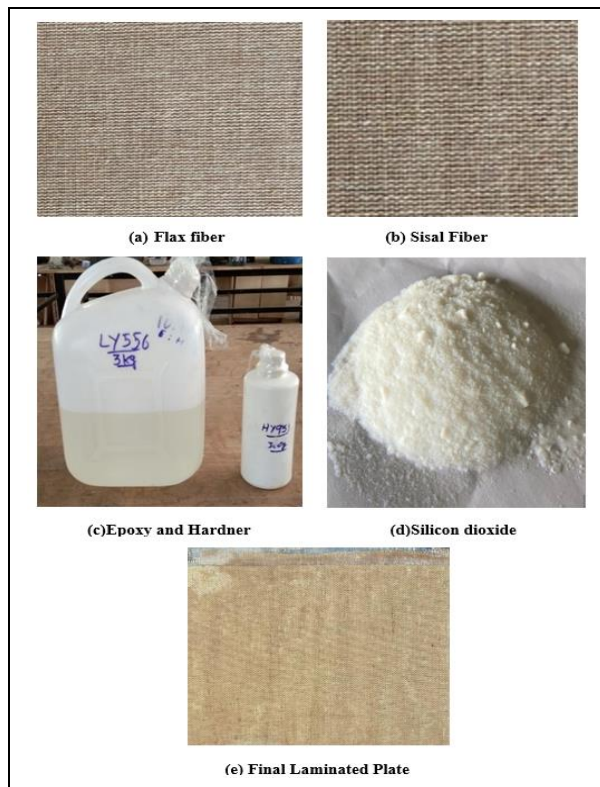 (a) Flax fiber
(b) Sisal Fiber
LY556
3kg
HY951
(c)Epoxy and Hardner
(d)Silicon dioxide
(e) Final Laminated Plate